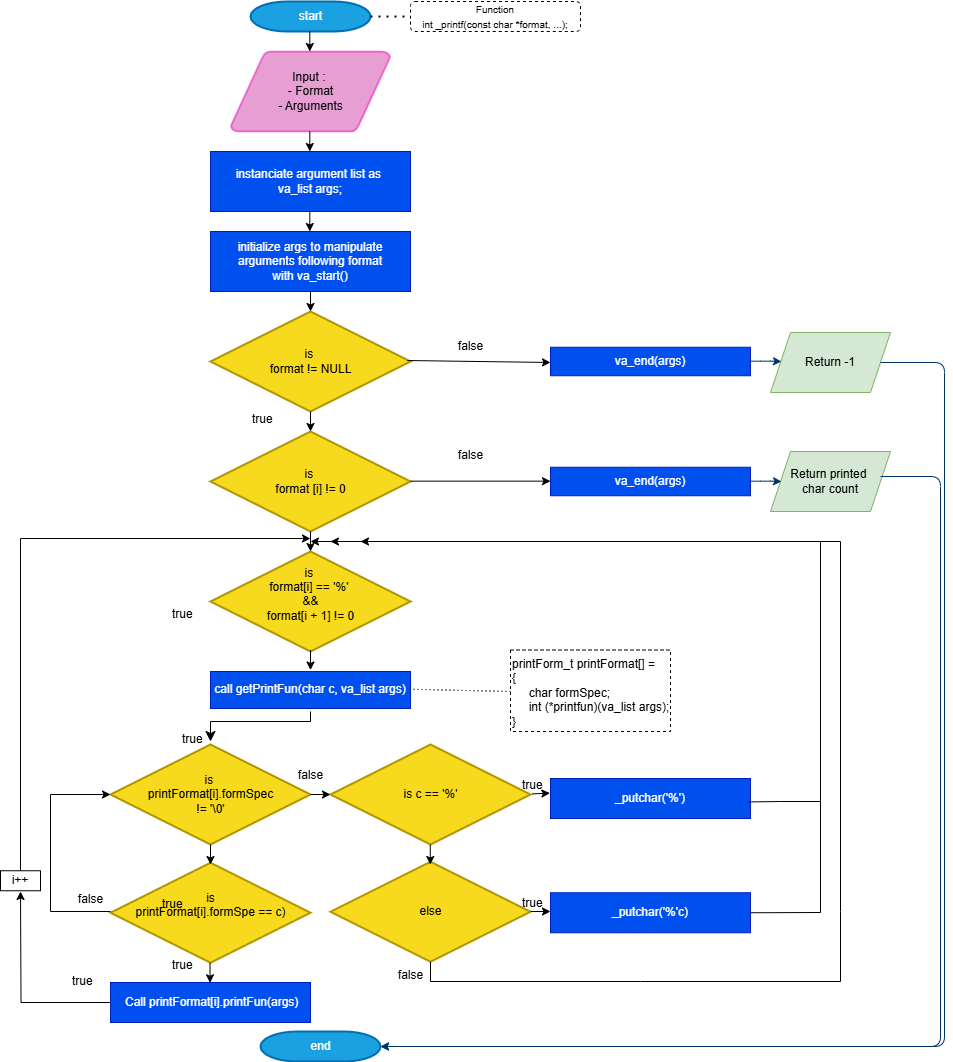 start
Function
int _printf(const char *format, ...);
Input :
- Format
- Arguments
instanciate argument list as
va_list args;
initialize args to manipulate
arguments following format
with va_start()
is
format != NULL
false
va_end(args)
Return -1
true
is
format [i] != 0
false
va_end(args)
Return printed
char count
is
format[i] == '%'
&&
format[i + 1] != 0
true
call getPrintFun(char c, va_list args)
printForm_t printFormat[] =
{
char formSpec;
int (*printfun)(va_list args);
}
true
is
printFormat[i].formSpec
!= '\0'
false
is c == '%'
true
_putchar('%')
i++
false
true
is
printFormat[i].formSpe == c)
else
true
_putchar('%'c)
true
false
true
Call printFormat[i].printFun(args)
end